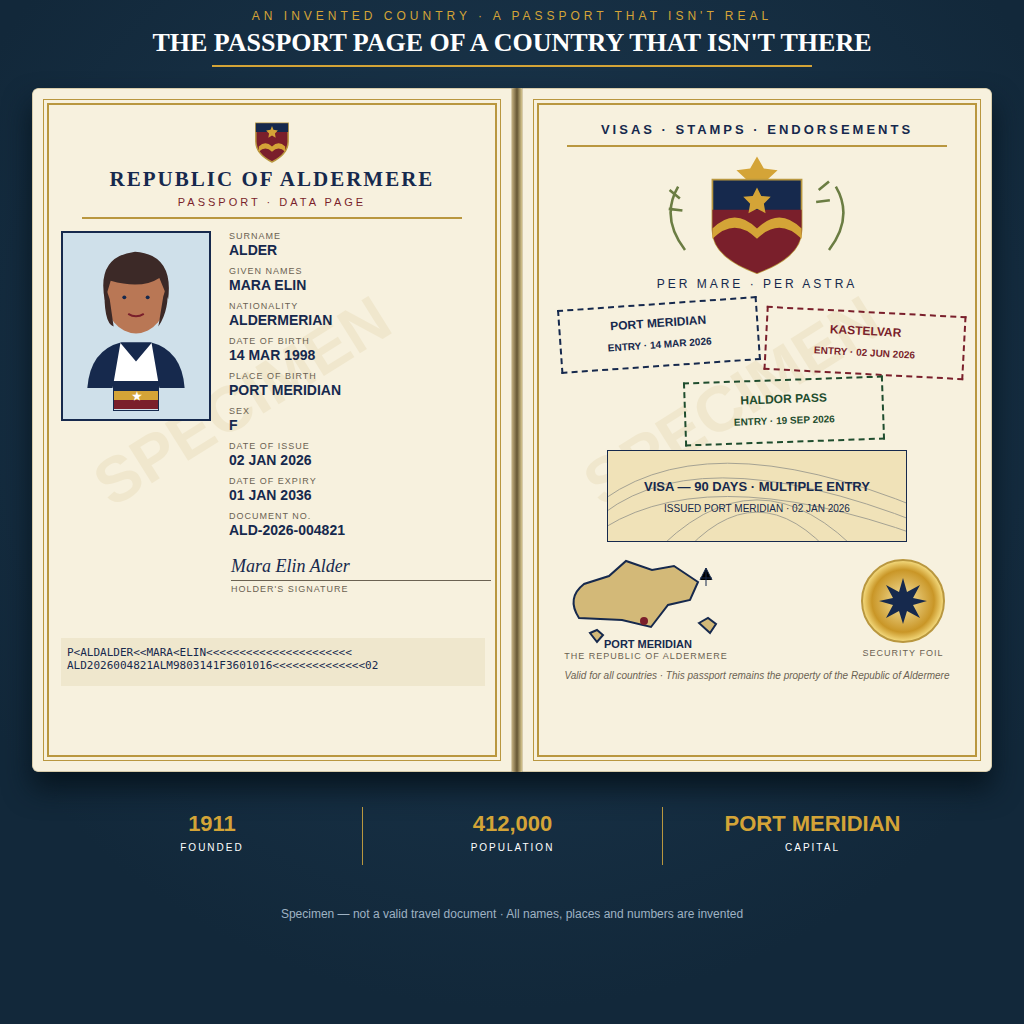 AN INVENTED COUNTRY · A PASSPORT THAT ISN'T REAL
THE PASSPORT PAGE OF A COUNTRY THAT ISN'T THERE
REPUBLIC OF ALDERMERE
PASSPORT · DATA PAGE
SPECIMEN
SURNAME
ALDER
GIVEN NAMES
MARA ELIN
NATIONALITY
ALDERMERIAN
DATE OF BIRTH
14 MAR 1998
PLACE OF BIRTH
PORT MERIDIAN
SEX
F
DATE OF ISSUE
02 JAN 2026
DATE OF EXPIRY
01 JAN 2036
DOCUMENT NO.
ALD-2026-004821
Mara Elin Alder
HOLDER'S SIGNATURE
P<ALDALDER<<MARA<ELIN<<<<<<<<<<<<<<<<<<<<<<<
ALD2026004821ALM9803141F3601016<<<<<<<<<<<<<<02
VISAS · STAMPS · ENDORSEMENTS
PER MARE · PER ASTRA
SPECIMEN
PORT MERIDIAN
ENTRY · 14 MAR 2026
KASTELVAR
ENTRY · 02 JUN 2026
HALDOR PASS
ENTRY · 19 SEP 2026
VISA — 90 DAYS · MULTIPLE ENTRY
ISSUED PORT MERIDIAN · 02 JAN 2026
PORT MERIDIAN
THE REPUBLIC OF ALDERMERE
SECURITY FOIL
Valid for all countries · This passport remains the property of the Republic of Aldermere
1911
FOUNDED
412,000
POPULATION
PORT MERIDIAN
CAPITAL
Specimen — not a valid travel document · All names, places and numbers are invented